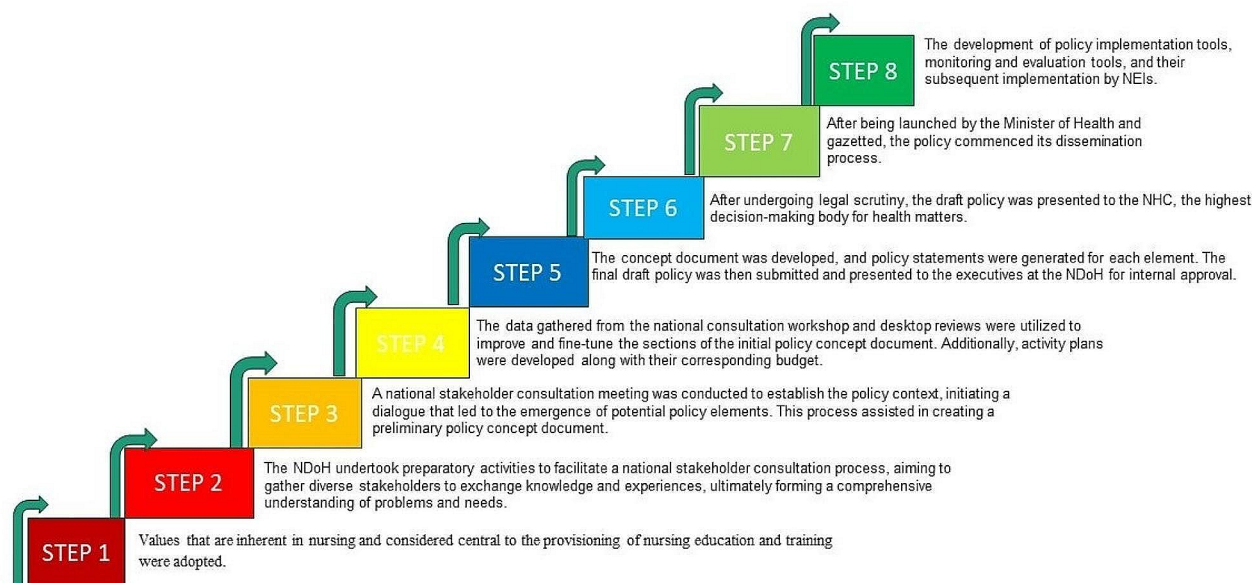 STEP 8
The development of policy implementation tools,
monitoring and evaluation tools, and their
subsequent implementation by NEIs.
STEP 7
After being launched by the Minister of Health and
gazetted, the policy commenced its dissemination
process.
STEP 6
After undergoing legal scrutiny, the draft policy was presented to the NHC, the highest
decision-making body for health matters.
STEP 5
The concept document was developed, and policy statements were generated for each element. The
final draft policy was then submitted and presented to the executives at the NDoH for internal approval.
STEP 4
The data gathered from the national consultation workshop and desktop reviews were utilized to
improve and fine-tune the sections of the initial policy concept document. Additionally, activity plans
were developed along with their corresponding budget.
STEP 3
A national stakeholder consultation meeting was conducted to establish the policy context, initiating a
dialogue that led to the emergence of potential policy elements. This process assisted in creating a
preliminary policy concept document.
STEP 2
The NDoH undertook preparatory activities to facilitate a national stakeholder consultation process, aiming to
gather diverse stakeholders to exchange knowledge and experiences, ultimately forming a comprehensive
understanding of problems and needs.
STEP 1
Values that are inherent in nursing and considered central to the provisioning of nursing education and training
were adopted.